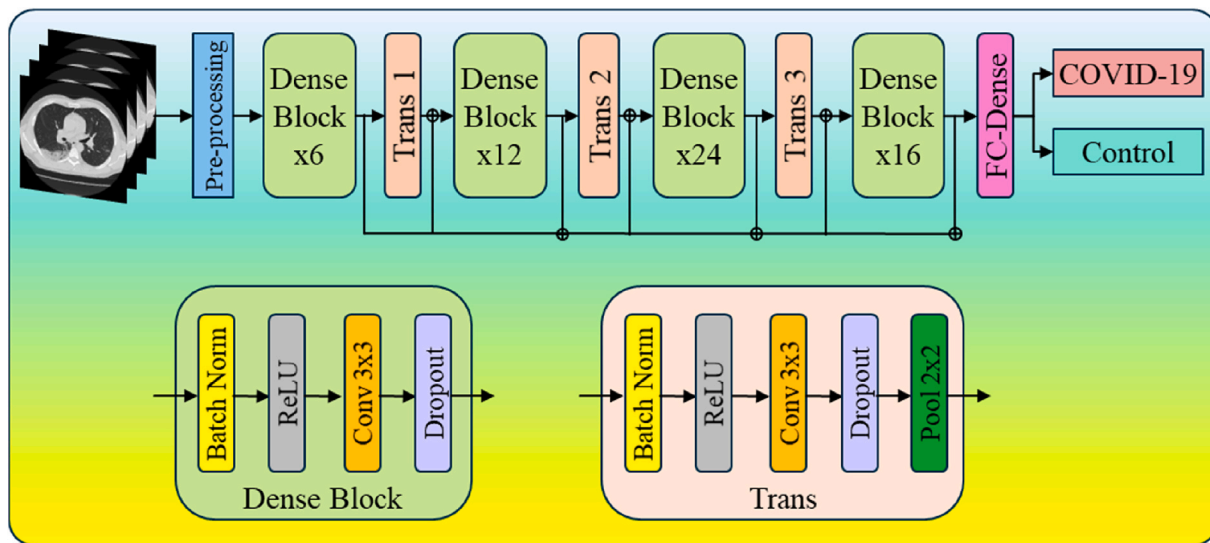 Pre-processing
Dense
Block
x6
Trans 1
Dense
Block
x12
Trans 2
Dense
Block
x24
Trans 3
Dense
Block
x16
FC-Dense
COVID-19
Control
Batch Norm
ReLU
Conv 3x3
Dropout
Dense Block
Batch Norm
ReLU
Conv 3x3
Dropout
Pool 2x2
Trans